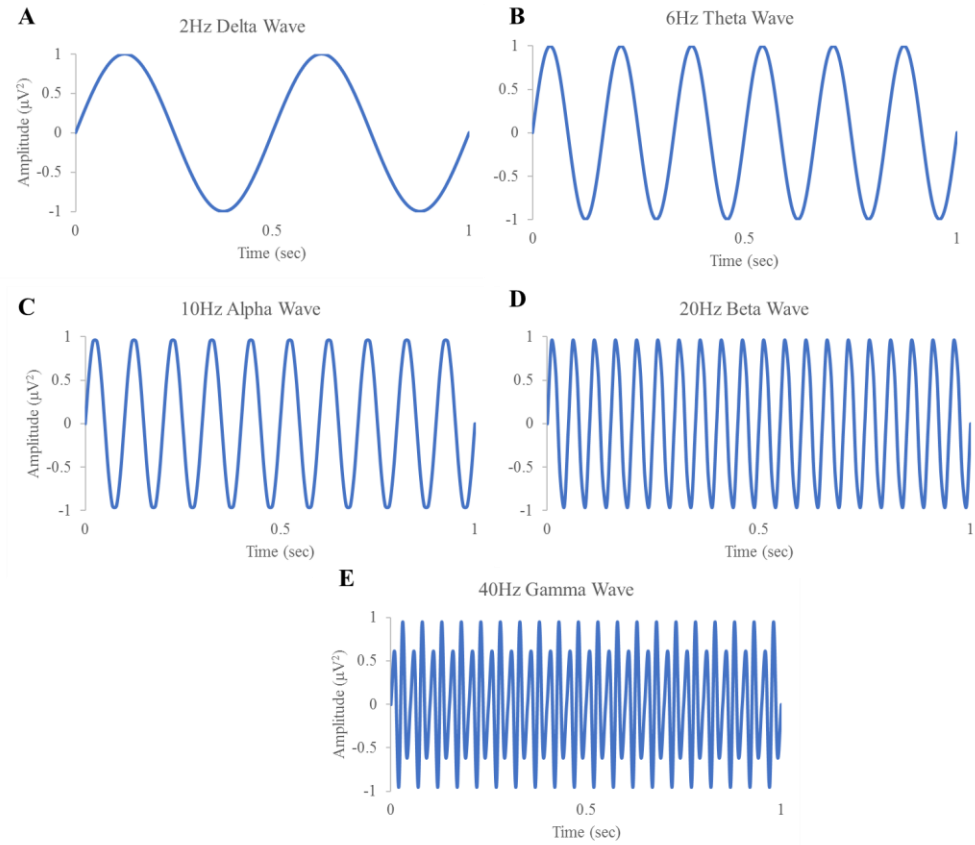 A
2Hz Delta Wave
Amplitude (µV²)
1
0.5
0
-0.5
-1
0
0.5
1
Time (sec)
B
6Hz Theta Wave
1
0.5
0
-0.5
-1
0
0.5
1
Time (sec)
C
10Hz Alpha Wave
Amplitude (µV²)
1
0.5
0
-0.5
-1
0
0.5
1
Time (sec)
D
20Hz Beta Wave
1
0.5
0
-0.5
-1
0
0.5
1
Time (sec)
E
40Hz Gamma Wave
Amplitude (µV²)
1
0.5
0
-0.5
-1
0
0.5
1
Time (sec)